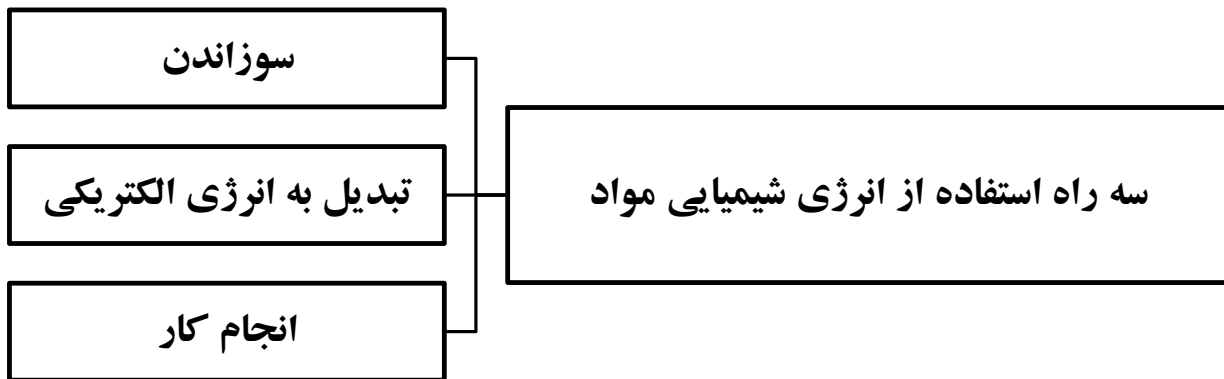 سه راه استفاده از انرژی شیمیایی مواد
سوزاندن
تبدیل به انرژی الکتریکی
انجام کار